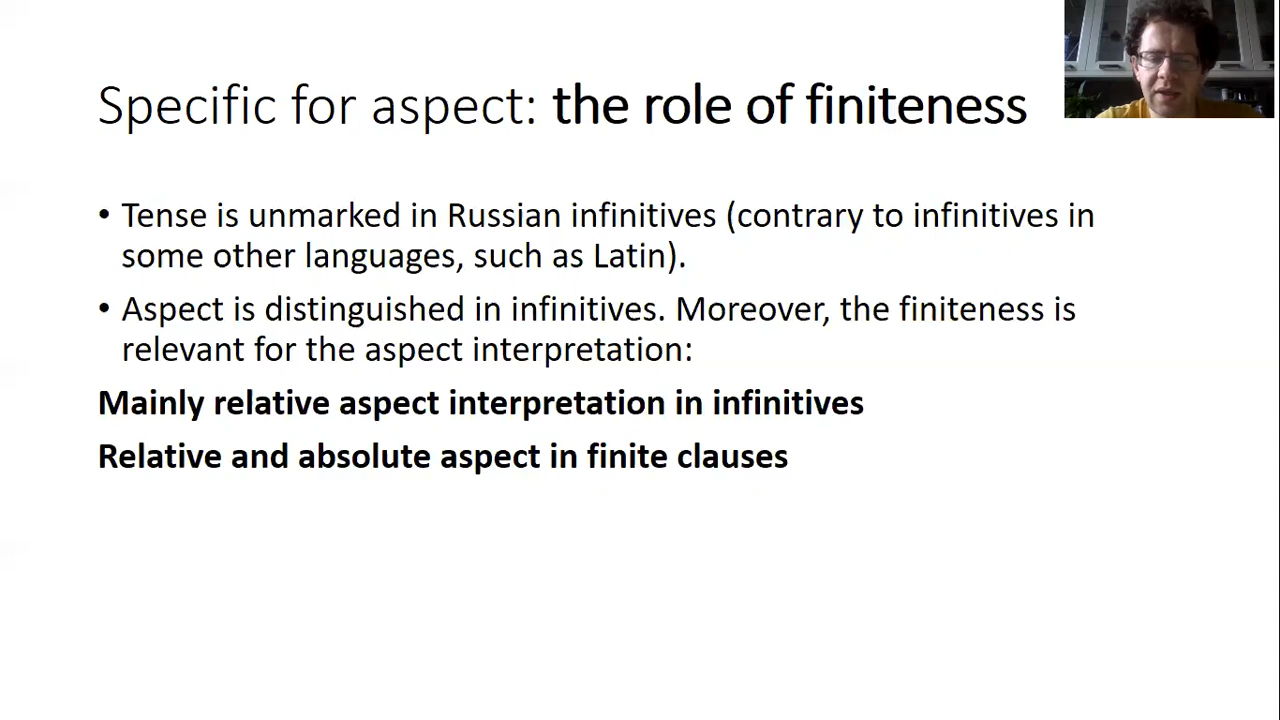 Specific for aspect: the role of finiteness
• Tense is unmarked in Russian infinitives (contrary to infinitives in
some other languages, such as Latin).
• Aspect is distinguished in infinitives. Moreover, the finiteness is
relevant for the aspect interpretation:
Mainly relative aspect interpretation in infinitives
Relative and absolute aspect in finite clauses